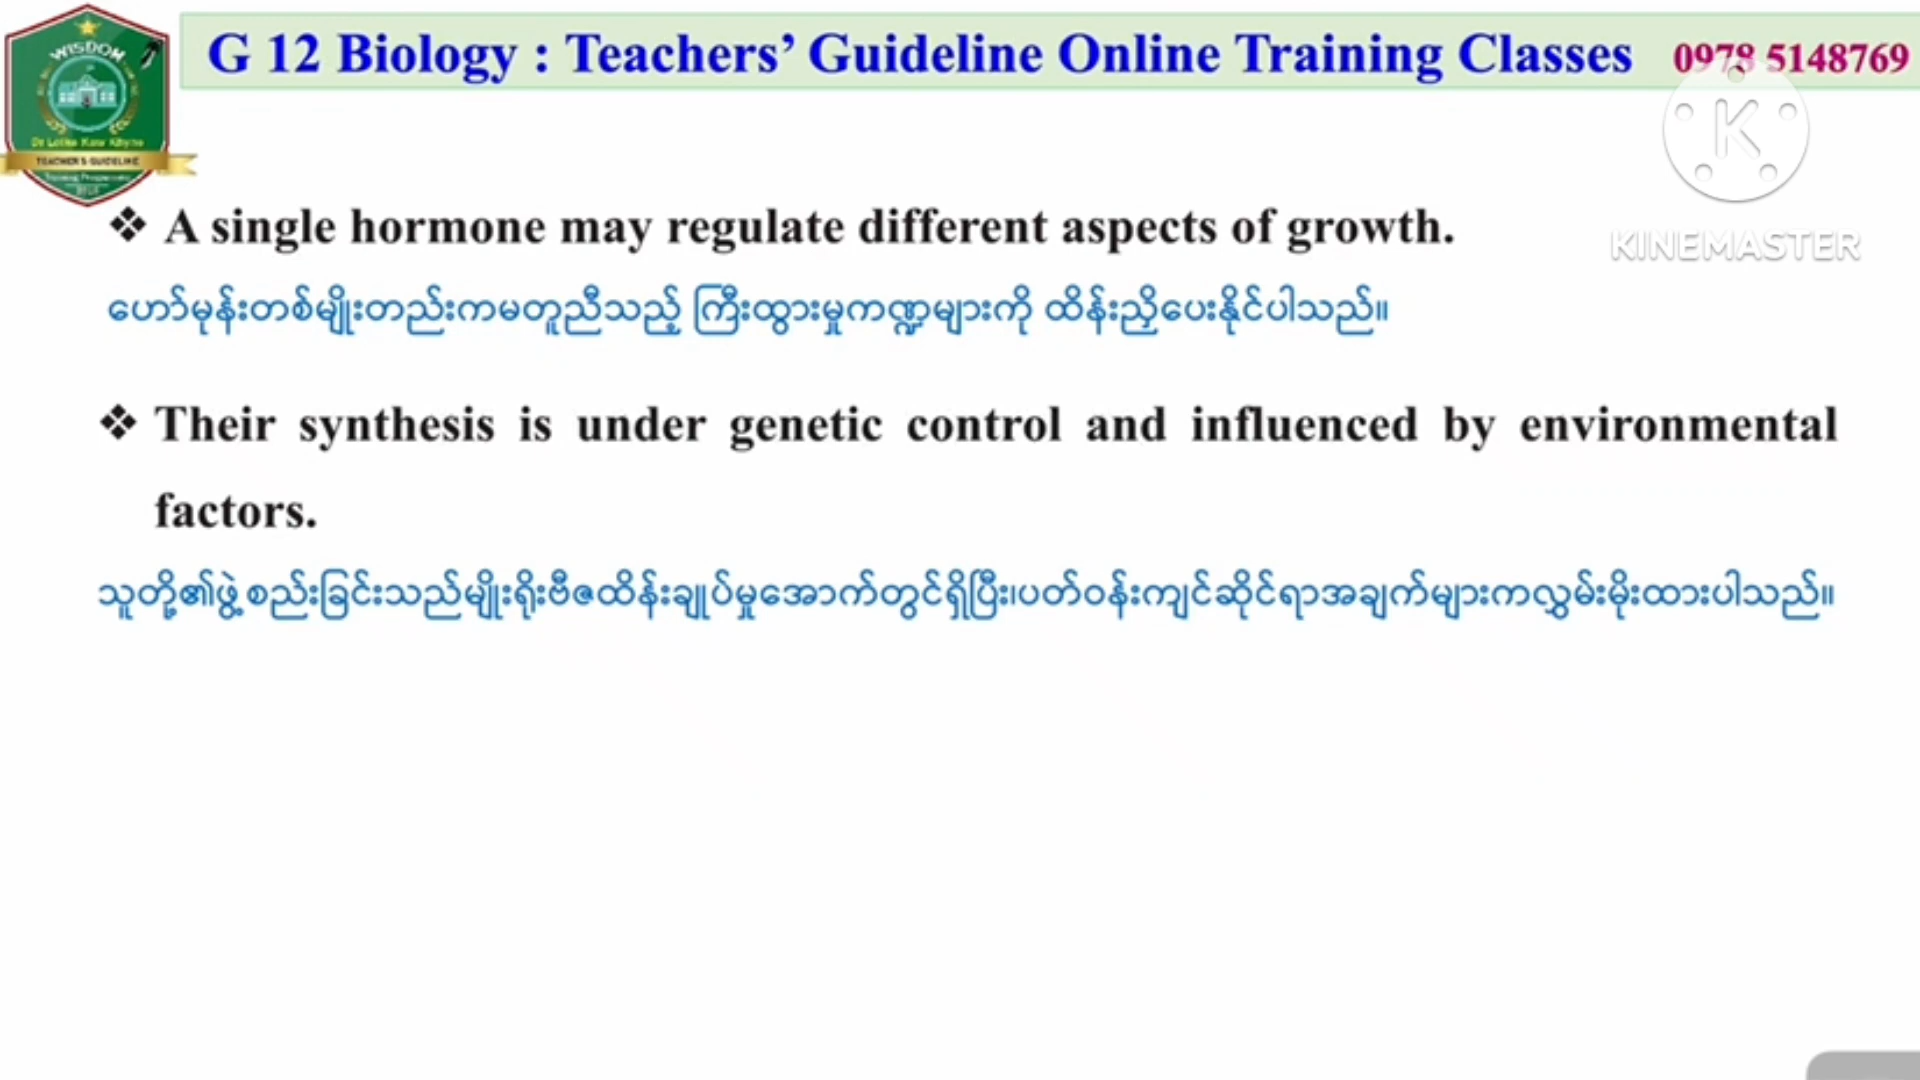 WISDOM
G 12 Biology : Teachers’ Guideline Online Training Classes 0978 5148769
TEACHER'S GUIDELINE
KINEMASTER
❖ A single hormone may regulate different aspects of growth.
ဟော်မုန်းတစ်မျိုးတည်းကမတူညီသည့် ကြီးထွားမှုကဏ္ဍများကို ထိန်းညှိပေးနိုင်ပါသည်။
❖ Their synthesis is under genetic control and influenced by environmental
factors.
သူတို့၏ဖွဲ့စည်းခြင်းသည်မျိုးရိုးဗီဇထိန်းချုပ်မှုအောက်တွင်ရှိပြီး၊ပတ်ဝန်းကျင်ဆိုင်ရာအချက်များကလွှမ်းမိုးထားပါသည်။